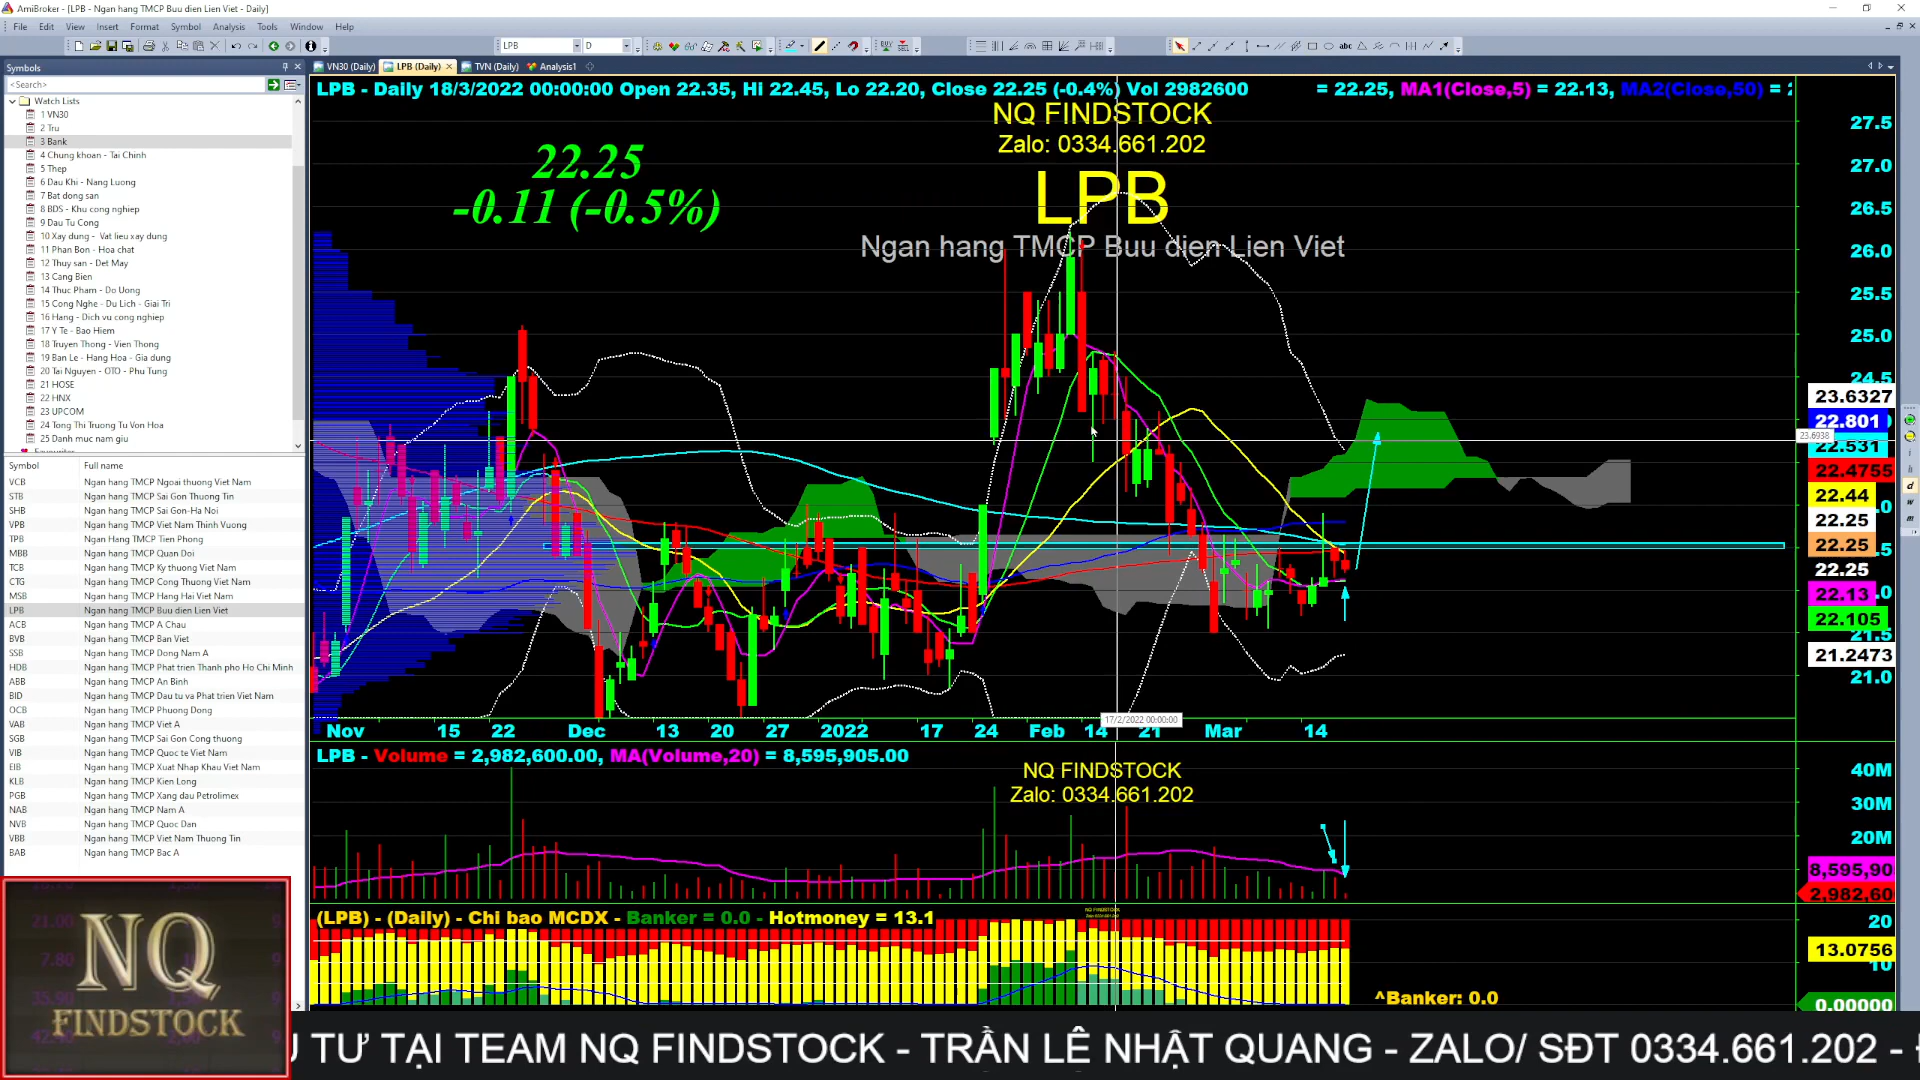 AmiBroker - [LPB - Ngan hang TMCP Buu dien Lien Viet - Daily]
File Edit View Insert Format Symbol Analysis Tools Window Help
LPB D
Symbols
VN30 (Daily) LPB (Daily) TVN (Daily) Analysis1
<Search>
Watch Lists
1 VN30
2 Tru
3 Bank
4 Chung khoan - Tai Chinh
5 Thep
6 Dau Khi - Nang Luong
7 Bat dong san
8 BDS - Khu cong nghiep
9 Dau Tu Cong
10 Xay dung - Vat lieu xay dung
11 Phan Bon - Hoa chat
12 Thuy san - Det May
13 Cang Bien
14 Thuc Pham - Do Uong
15 Cong Nghe - Du Lich - Giai Tri
16 Hang - Dich vu cong nghiep
17 Y Te - Bao Hiem
18 Truyen Thong - Vien Thong
19 Ban Le - Hang Hoa - Gia dung
20 Tai Nguyen - OTO - Phu Tung
21 HOSE
22 HNX
23 UPCOM
24 Tong Thi Truong Tu Von Hoa
25 Danh muc nam giu
Symbol Full name
VCB Ngan hang TMCP Ngoai thuong Viet Nam
STB Ngan hang TMCP Sai Gon Thuong Tin
SHB Ngan hang TMCP Sai Gon-Ha Noi
VPB Ngan hang TMCP Viet Nam Thinh Vuong
TPB Ngan Hang TMCP Tien Phong
MBB Ngan hang TMCP Quan Doi
TCB Ngan hang TMCP Ky thuong Viet Nam
CTG Ngan hang TMCP Cong Thuong Viet Nam
MSB Ngan hang TMCP Hang Hai Viet Nam
LPB Ngan hang TMCP Buu dien Lien Viet
ACB Ngan hang TMCP A Chau
BVB Ngan hang TMCP Ban Viet
SSB Ngan hang TMCP Dong Nam A
HDB Ngan hang TMCP Phat trien Thanh pho Ho Chi Minh
ABB Ngan hang TMCP An Binh
BID Ngan hang TMCP Dau tu va Phat trien Viet Nam
OCB Ngan hang TMCP Phuong Dong
VAB Ngan hang TMCP Viet A
SGB Ngan hang TMCP Sai Gon Cong thuong
VIB Ngan hang TMCP Quoc te Viet Nam
EIB Ngan hang TMCP Xuat Nhap Khau Viet Nam
KLB Ngan hang TMCP Kien Long
PGB Ngan hang TMCP Xang dau Petrolimex
NAB Ngan hang TMCP Nam A
NVB Ngan hang TMCP Quoc Dan
VBB Ngan hang TMCP Viet Nam Thuong Tin
BAB Ngan hang TMCP Bac A
LPB - Daily 18/3/2022 00:00:00 Open 22.35, Hi 22.45, Lo 22.20, Close 22.25 (-0.4%) Vol 2982600 = 22.25, MA1(Close,5) = 22.13, MA2(Close,50) =
NQ FINDSTOCK
Zalo: 0334.661.202
22.25
-0.11 (-0.5%)
LPB
Ngan hang TMCP Buu dien Lien Viet
27.5
27.0
26.5
26.0
25.5
25.0
24.5
23.6327
22.801
23.6938
22.531
22.4755
22.44
22.25
22.25
22.25
22.13
22.105
21.5
21.2473
21.0
17/2/2022 00:00:00
Nov 15 22 Dec 13 20 27 2022 17 24 Feb 14 21 Mar 14
LPB - Volume = 2,982,600.00, MA(Volume,20) = 8,595,905.00
NQ FINDSTOCK
Zalo: 0334.661.202
40M
30M
20M
8,595,90
2,982,60
(LPB) - (Daily) - Chi bao MCDX - Banker = 0.0 - Hotmoney = 13.1
20
13.0756
10
^Banker: 0.0
0.00000
NQ
FINDSTOCK
TƯ TẠI TEAM NQ FINDSTOCK - TRẦN LÊ NHẬT QUANG - ZALO/ SĐT 0334.661.202 -